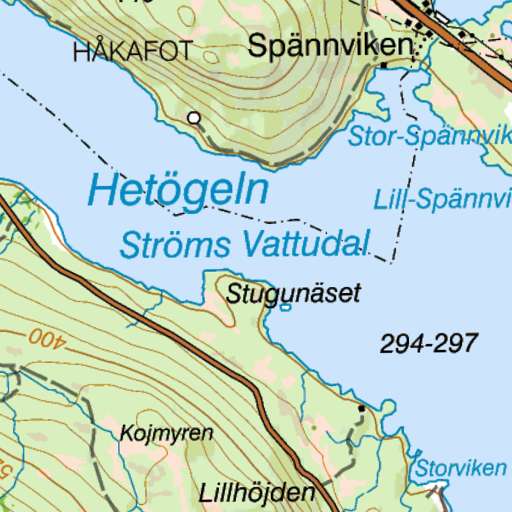 HÅKAFOT
Spännviken
Stor-Spännvik
Hetögeln
Lill-Spännvi
Ströms Vattudal
Stugunäset
294-297
400
Kojmyren
Storviken
Lillhöjden